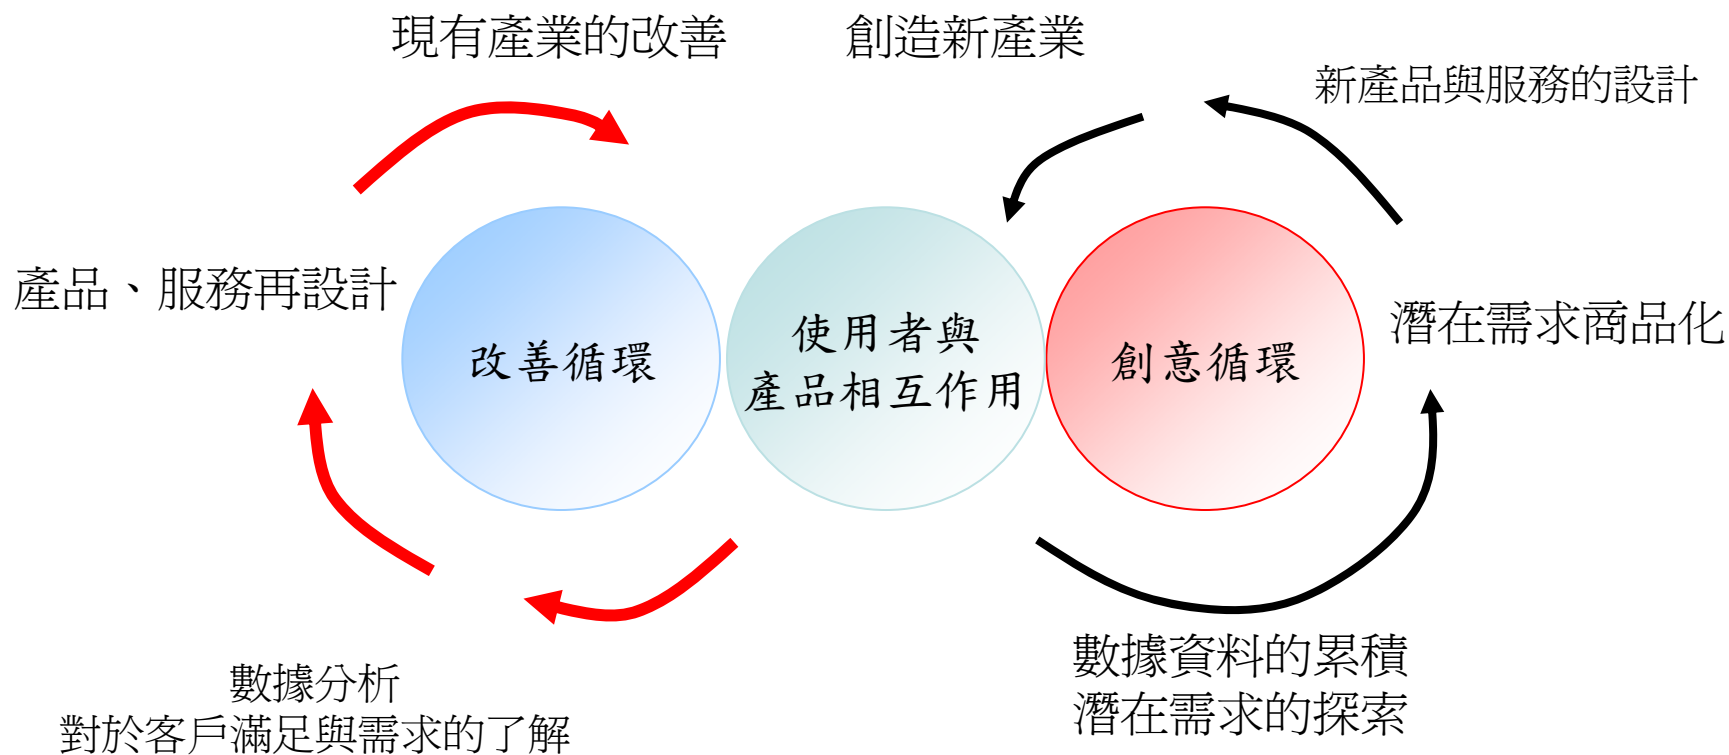 現有產業的改善
創造新產業
新產品與服務的設計
產品、服務再設計
改善循環
使用者與
產品相互作用
創意循環
潛在需求商品化
數據分析
對於客戶滿足與需求的了解
數據資料的累積
潛在需求的探索